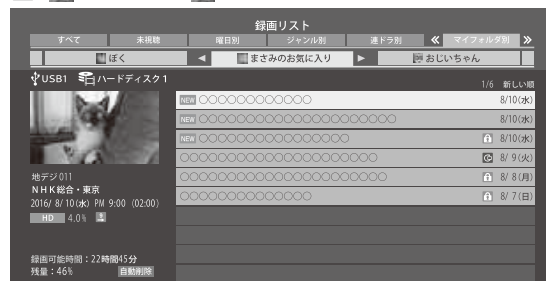 録画リスト
すべて 未視聴 曜日別 ジャンル別 連ドラ別 マイフォルダ別
ぼく まさみのお気に入り おじいちゃん
USB1 ハードディスク1
1/6 新しい順
NEW ○○○○○○○○○○○○ 8/10(水)
NEW ○○○○○○○○○○○○○○○○○○○○○ 8/10(水)
NEW ○○○○○○○○○○○○○○○○ 8/10(水)
○○○○○○○○○○○○○○○○○○○○○ 8/ 9(火)
○○○○○○○○○○○○○○○○○○○○○○ 8/ 8(月)
○○○○○○○○○○○○○○ 8/ 7(日)
地デジ011
NHK総合・東京
2016/ 8/10(水) PM 9:00 (02:00)
HD 4.0%
録画可能時間：22時間45分
残量：46% 自動削除